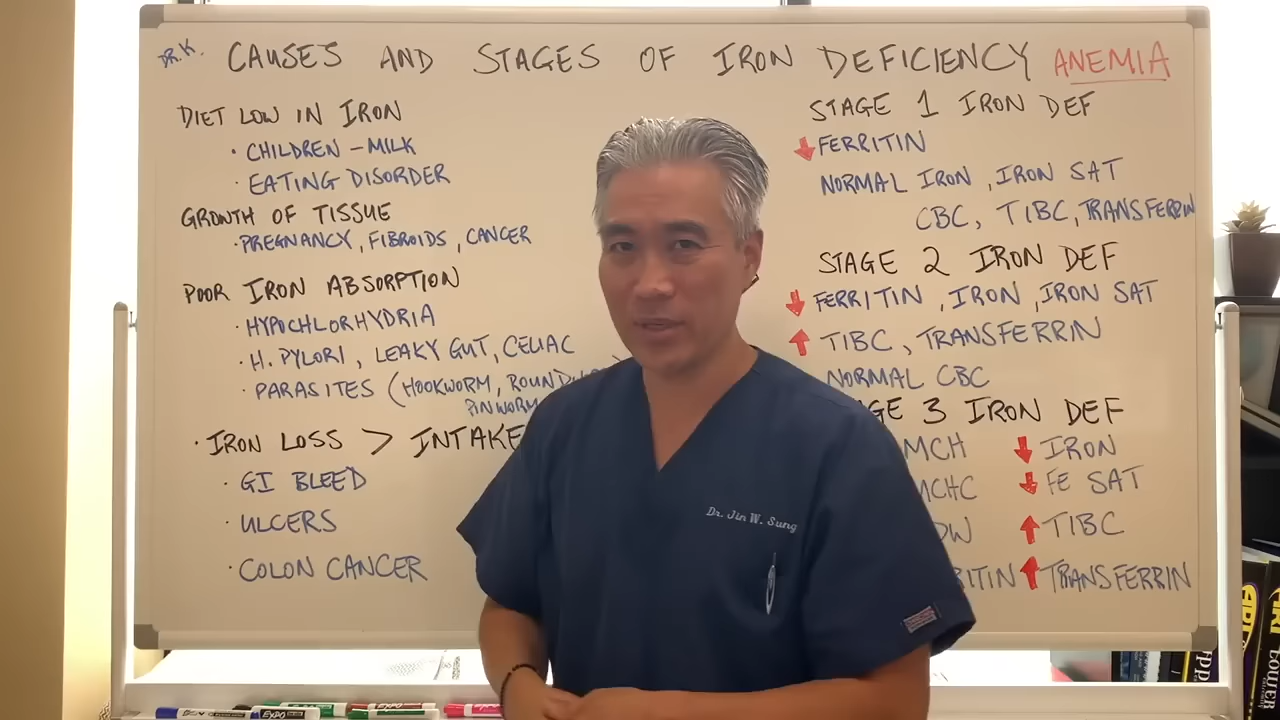 DR.K. CAUSES AND STAGES OF IRON DEFICIENCY ANEMIA
DIET LOW IN IRON
· CHILDREN - MILK
· EATING DISORDER
GROWTH OF TISSUE
· PREGNANCY, FIBROIDS, CANCER
POOR IRON ABSORPTION
· HYPOCHLORHYDRIA
· H. PYLORI, LEAKY GUT, CELIAC
· PARASITES (HOOKWORM,
· IRON LOSS > INTAKE
· GI BLEED
· ULCERS
· COLON CANCER
STAGE 1 IRON DEF
↓ FERRITIN
NORMAL IRON, IRON SAT
CBC, TIBC, TRANSFERRIN
STAGE 2 IRON DEF
↓ FERRITIN, IRON, IRON SAT
↑ TIBC, TRANSFERRIN
NORMAL CBC
3 IRON DEF
MCH ↓ IRON
↓ FE SAT
↑ TIBC
↑ TRANSFERRIN
Dr. Jin W. Sung
EXPO